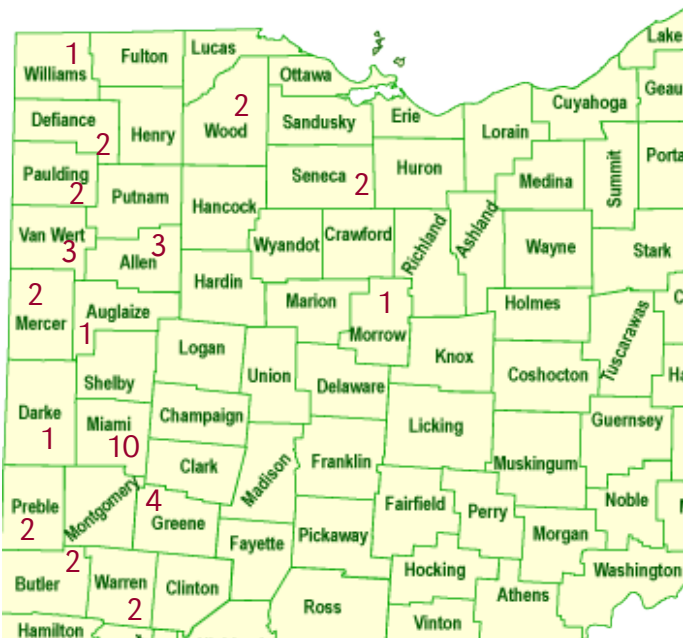 Lake
Lucas
1
Fulton
Williams
Ottawa
Geau
2
Cuyahoga
Defiance
Erie
Sandusky
Wood
Lorain
Henry
2
Summit
Porta
Paulding
Seneca
2
Huron
Medina
2
Putnam
Hancock
Van Wert
3
Wyandot
Crawford
Richland
Ashland
Wayne
Stark
3
Allen
Hardin
2
Mercer
Auglaize
1
Marion
1
Morrow
Holmes
Tuscarawas
C
Logan
Knox
Shelby
Union
Delaware
Coshocton
Ha
Darke
1
Miami
10
Champaign
Licking
Guernsey
Clark
Madison
Franklin
Muskingum
Preble
2
Montgomery
4
Greene
Fairfield
Perry
Noble
N
Fayette
Pickaway
Morgan
2
Butler
Warren
2
Clinton
Hocking
Washington
Ross
Athens
Vinton
Hamilton